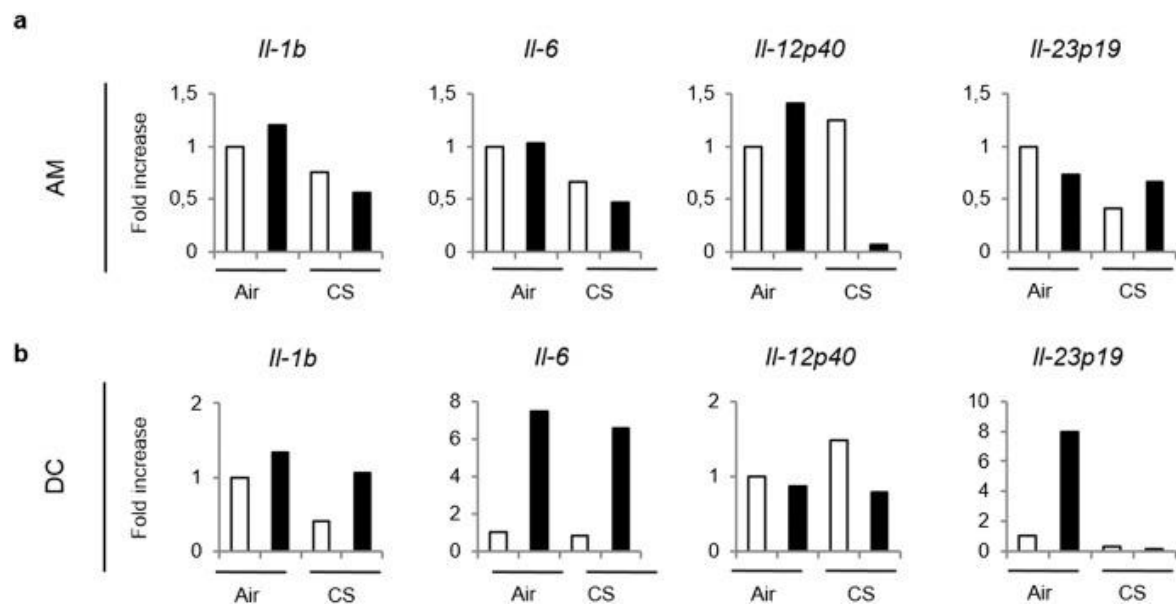 a
Il-1b Il-6 Il-12p40 Il-23p19
AM
Fold increase
1,5 1,5 1,5 1,5
1 1 1 1
0,5 0,5 0,5 0,5
0 0 0 0
Air CS Air CS Air CS Air CS
b
Il-1b Il-6 Il-12p40 Il-23p19
DC
Fold increase
2 8 2 10
6 8
1 4 1 6
2 4
0 0 0 2
0
Air CS Air CS Air CS Air CS